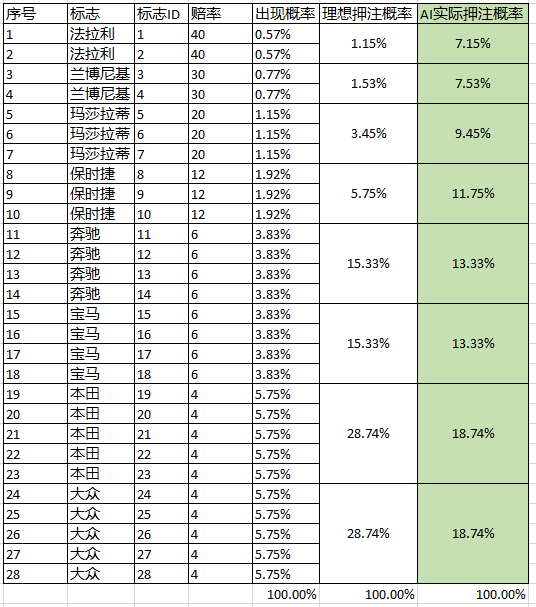 序号 标志 标志ID 赔率 出现概率 理想押注概率 AI实际押注概率
1 法拉利 1 40 0.57% 1.15% 7.15%
2 法拉利 2 40 0.57%
3 兰博尼基 3 30 0.77% 1.53% 7.53%
4 兰博尼基 4 30 0.77%
5 玛莎拉蒂 5 20 1.15%
6 玛莎拉蒂 6 20 1.15% 3.45% 9.45%
7 玛莎拉蒂 7 20 1.15%
8 保时捷 8 12 1.92%
9 保时捷 9 12 1.92% 5.75% 11.75%
10 保时捷 10 12 1.92%
11 奔驰 11 6 3.83%
12 奔驰 12 6 3.83% 15.33% 13.33%
13 奔驰 13 6 3.83%
14 奔驰 14 6 3.83%
15 宝马 15 6 3.83%
16 宝马 16 6 3.83% 15.33% 13.33%
17 宝马 17 6 3.83%
18 宝马 18 6 3.83%
19 本田 19 4 5.75%
20 本田 20 4 5.75%
21 本田 21 4 5.75% 28.74% 18.74%
22 本田 22 4 5.75%
23 本田 23 4 5.75%
24 大众 24 4 5.75%
25 大众 25 4 5.75%
26 大众 26 4 5.75% 28.74% 18.74%
27 大众 27 4 5.75%
28 大众 28 4 5.75%
100.00% 100.00% 100.00%